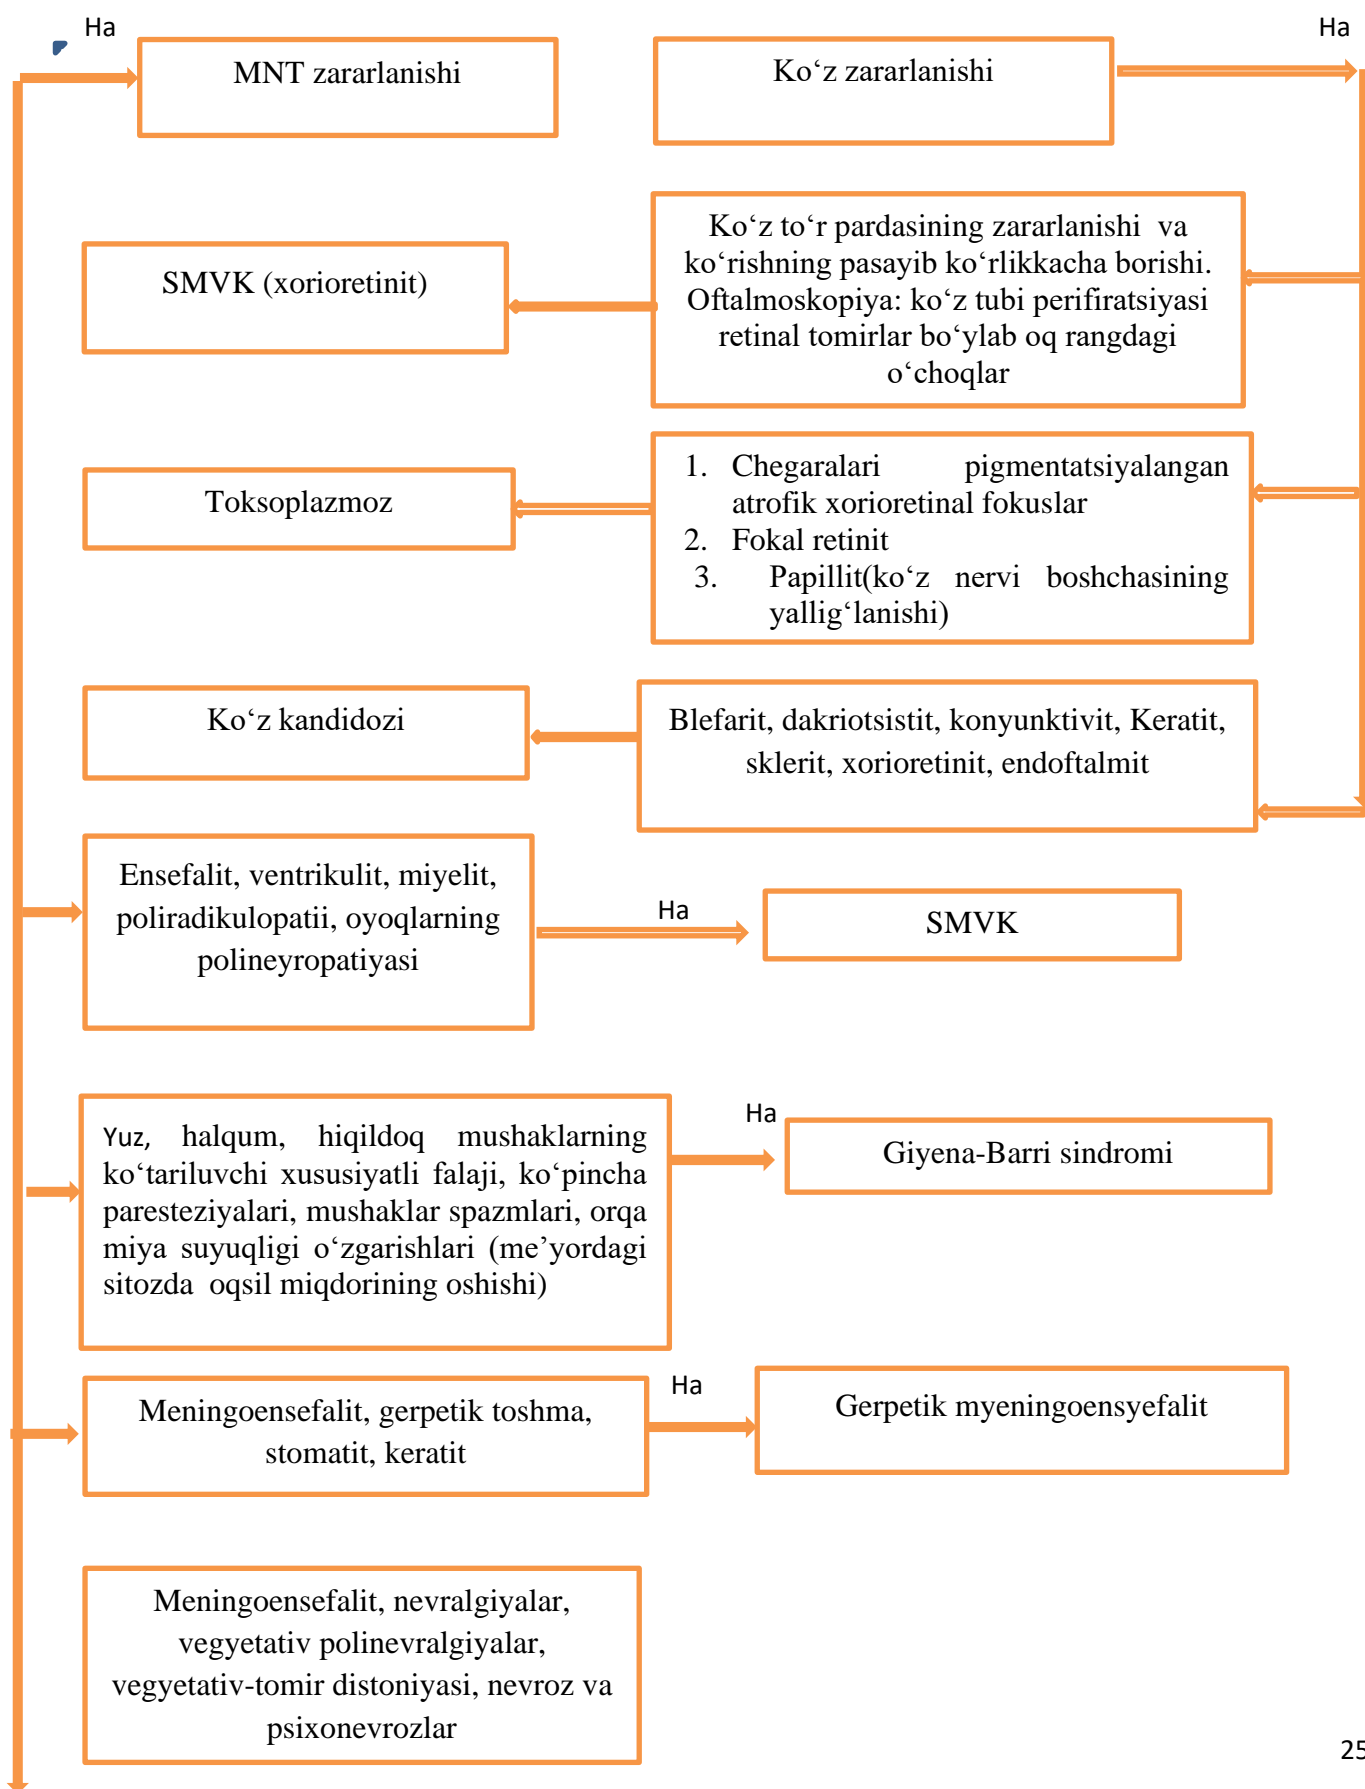 Ha
Ha
MNT zararlanishi
Ko‘z zararlanishi
Ko‘z to‘r pardasining zararlanishi va
ko‘rishning pasayib ko‘rlikkacha borishi.
Oftalmoskopiya: ko‘z tubi perifiratsiyasi
retinal tomirlar bo‘ylab oq rangdagi
o‘choqlar
SMVK (xorioretinit)
1. Chegaralari pigmentatsiyalangan
atrofik xorioretinal fokuslar
2. Fokal retinit
3. Papillit(ko‘z nervi boshchasining
yallig‘lanishi)
Toksoplazmoz
Ko‘z kandidozi
Blefarit, dakriotsistit, konyunktivit, Keratit,
sklerit, xorioretinit, endoftalmit
Ensefalit, ventrikulit, miyelit,
poliradikulopatii, oyoqlarning
polineyropatiyasi
Ha
SMVK
Yuz, halqum, hiqildoq mushaklarning
ko‘tariluvchi xususiyatli falaji, ko‘pincha
paresteziyalari, mushaklar spazmlari, orqa
miya suyuqligi o‘zgarishlari (me’yordagi
sitozda oqsil miqdorining oshishi)
Ha
Giyena-Barri sindromi
Meningoensefalit, gerpetik toshma,
stomatit, keratit
Ha
Gerpetik myeningoensyefalit
Meningoensefalit, nevralgiyalar,
vegyetativ polinevralgiyalar,
vegyetativ-tomir distoniyasi, nevroz va
psixonevrozlar
25